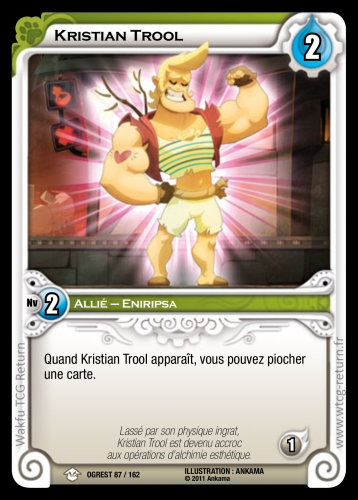 Kristian Trool
2
Nv 2 Allié – Eniripsa
Quand Kristian Trool apparaît, vous pouvez piocher
une carte.
Lassé par son physique ingrat,
Kristian Trool est devenu accroc
aux opérations d'alchimie esthétique.
1
OGREST 87 / 162
ILLUSTRATION : ANKAMA
© 2011 Ankama
Wakfu TCG Return
www.wtcg-return.fr